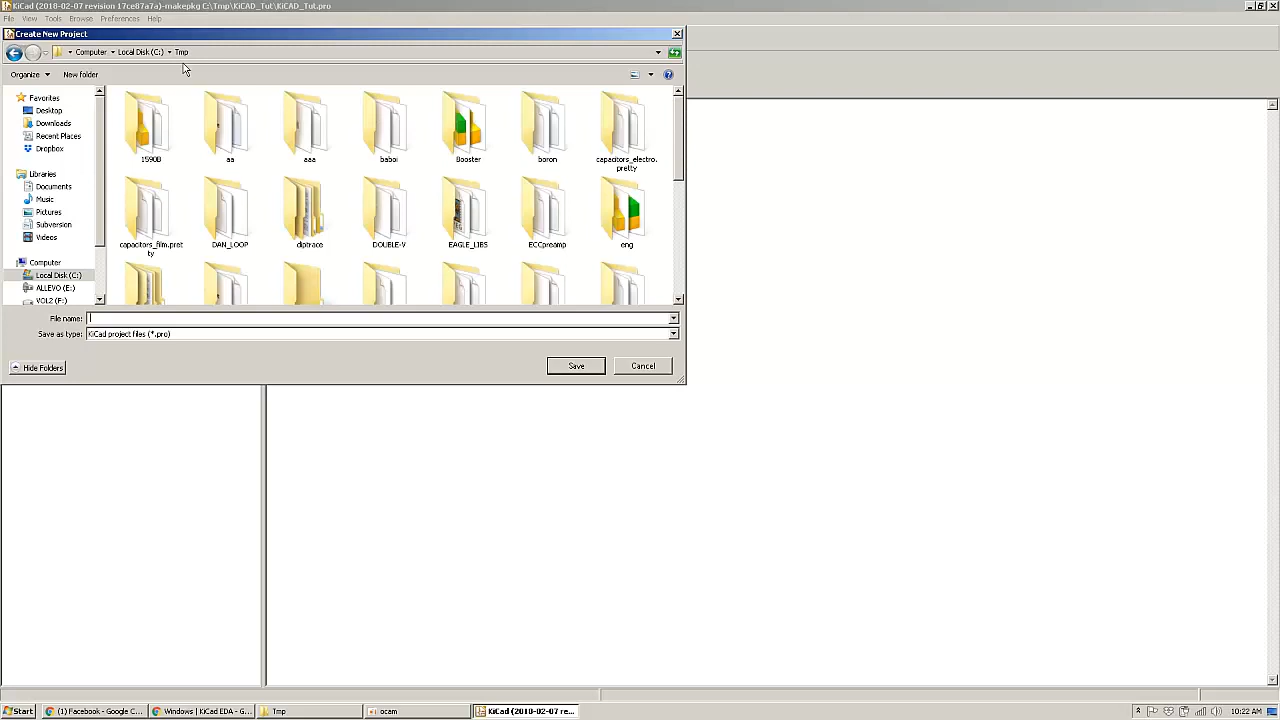 KiCad (2018-02-07 revision 17ce87a7a)-makepkg C:\Tmp\KiCAD_Tut\KiCAD_Tut.pro
File View Tools Browse Preferences Help
Create New Project
Computer Local Disk (C:) Tmp
Organize New folder
Favorites
Desktop
Downloads
Recent Places
Dropbox
Libraries
Documents
Music
Pictures
Subversion
Videos
Computer
Local Disk (C:)
ALLEVO (E:)
VOL2 (F:)
1590B aa aaa baboi Booster boron capacitors_electro.
pretty
capacitors_film.pret DAN_LOOP diptrace DOUBLE-V EAGLE_LIBS ECCpreamp eng
ty
File name:
Save as type: KiCad project files (*.pro)
Hide Folders Save Cancel
Start (1) Facebook - Google C... Windows | KiCad EDA - G... Tmp ocam KiCad (2018-02-07 re... 10:22 AM